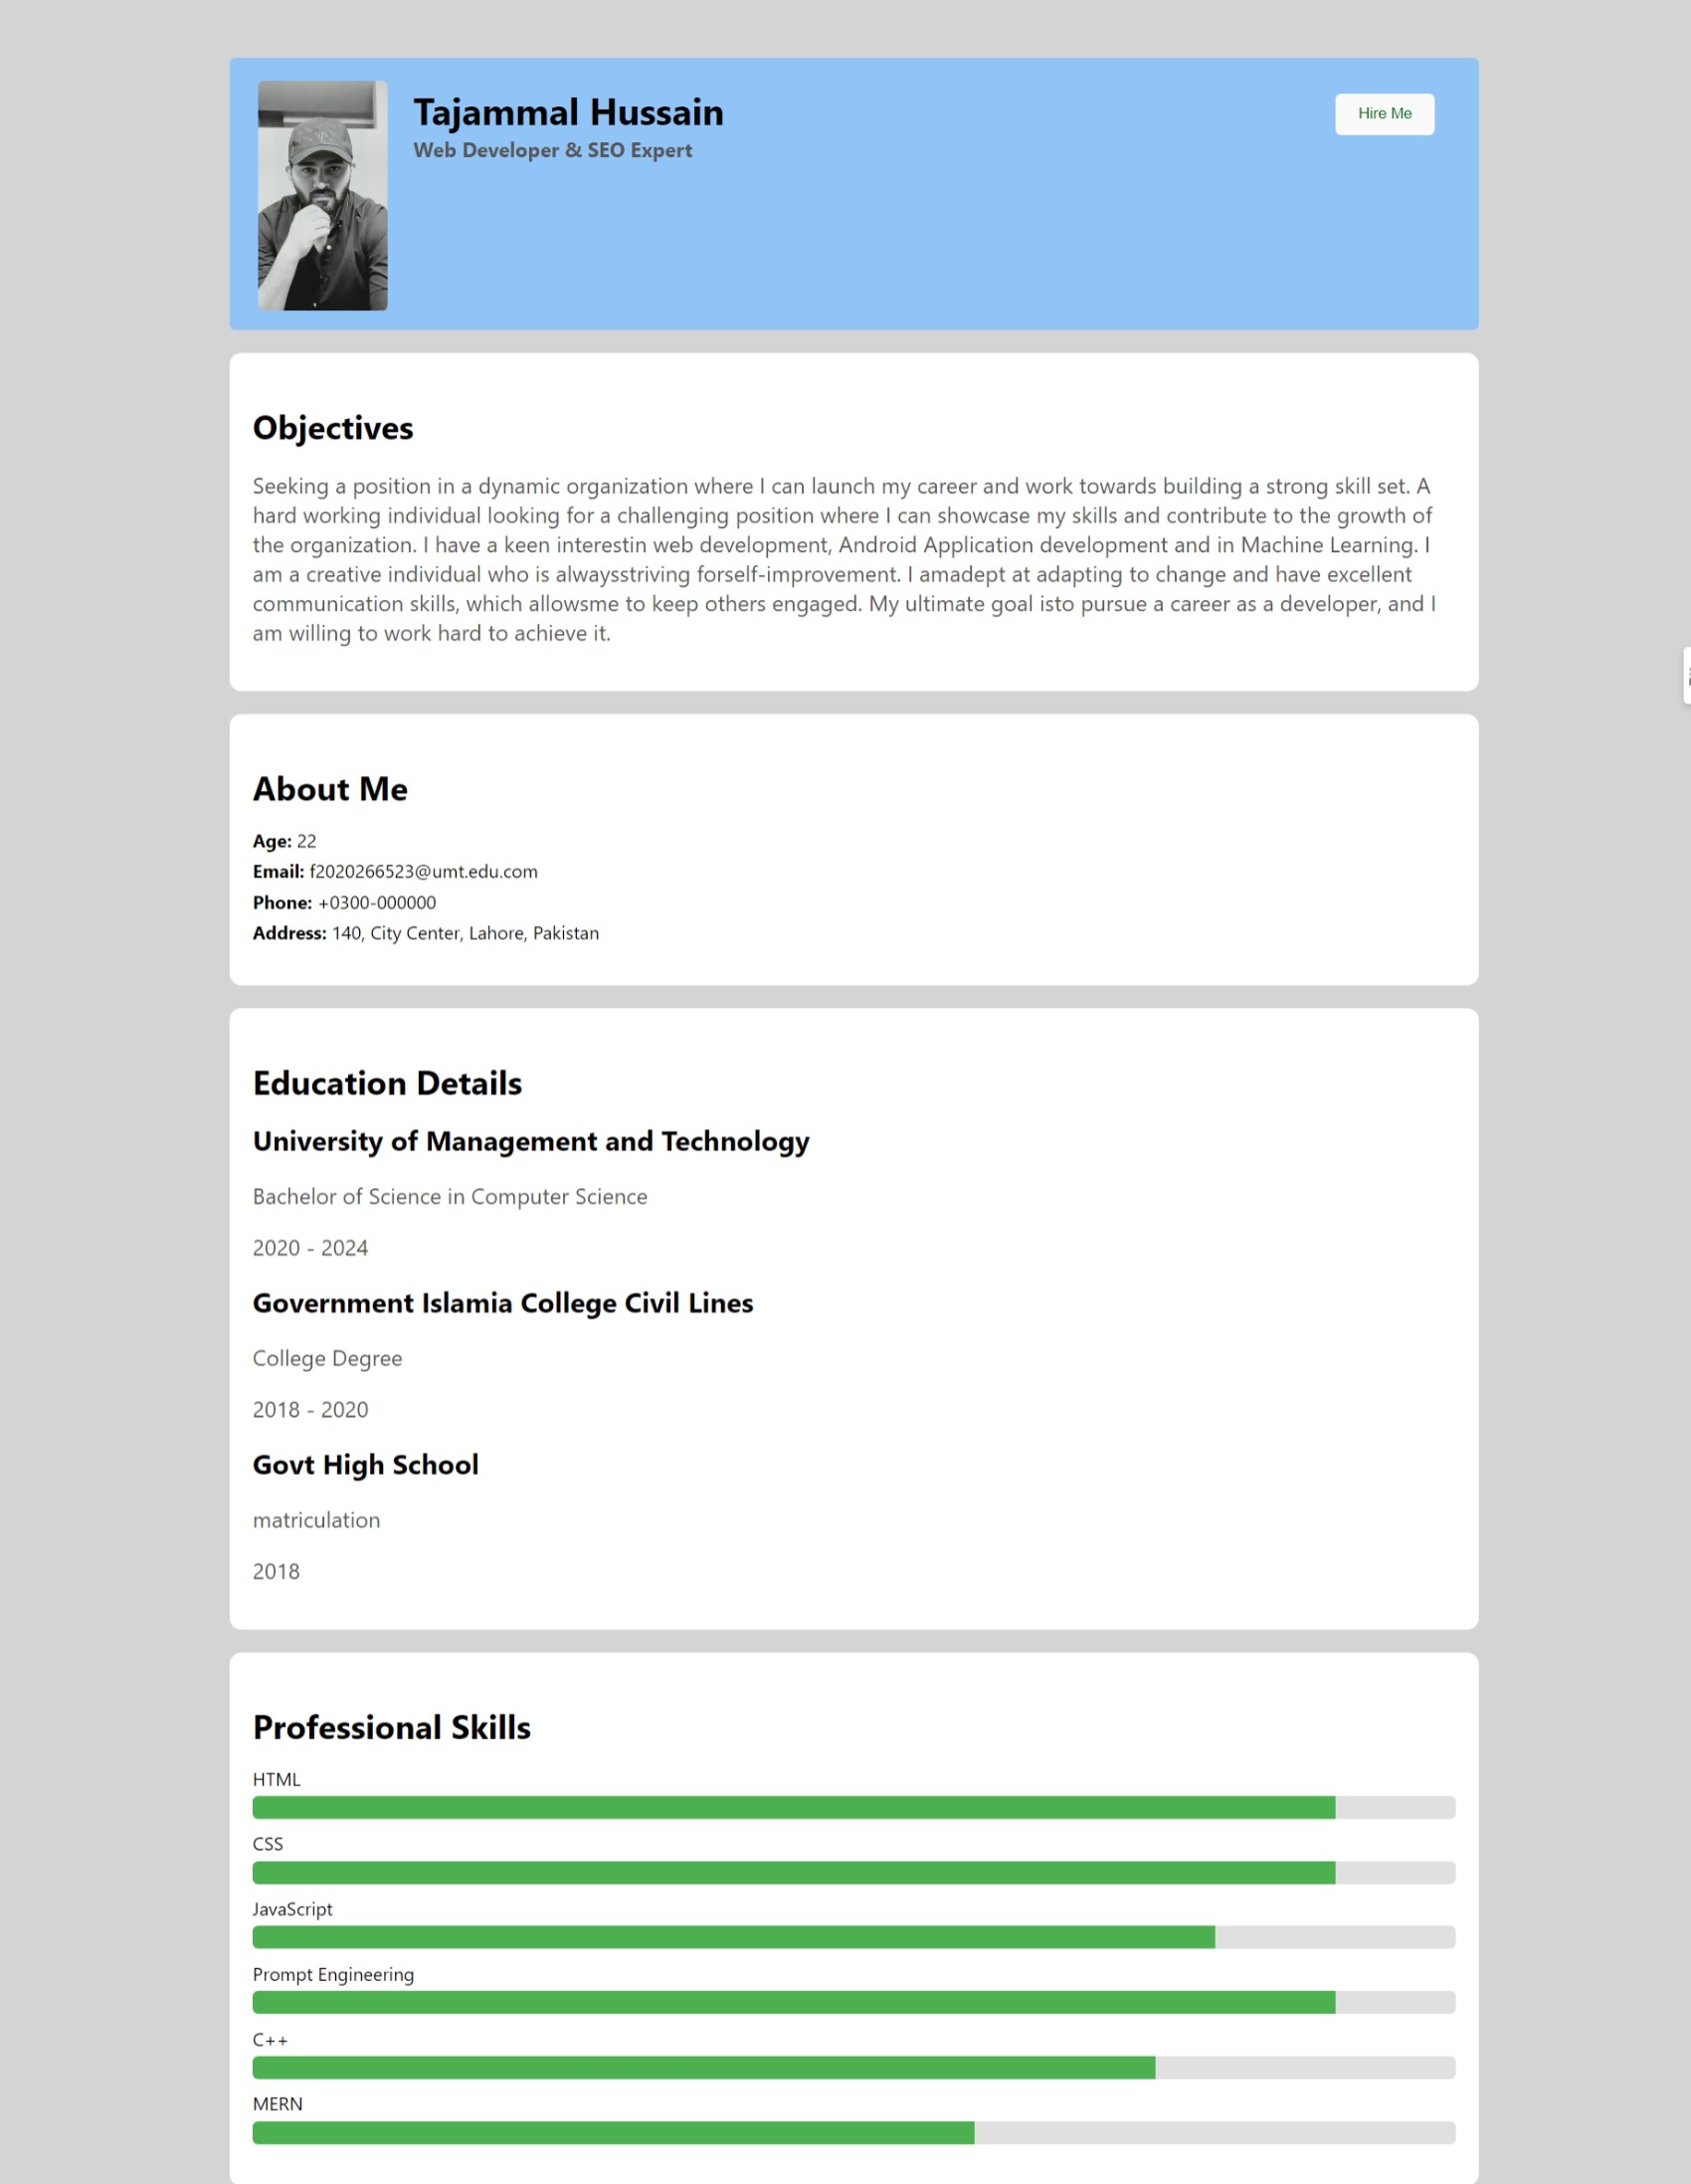 Tajammal Hussain
Hire Me
Web Developer & SEO Expert
Objectives
Seeking a position in a dynamic organization where I can launch my career and work towards building a strong skill set. A
hard working individual looking for a challenging position where I can showcase my skills and contribute to the growth of
the organization. I have a keen interestin web development, Android Application development and in Machine Learning. I
am a creative individual who is alwaysstriving forself-improvement. I amadept at adapting to change and have excellent
communication skills, which allowsme to keep others engaged. My ultimate goal isto pursue a career as a developer, and I
am willing to work hard to achieve it.
About Me
Age: 22
Email: f2020266523@umt.edu.com
Phone: +0300-000000
Address: 140, City Center, Lahore, Pakistan
Education Details
University of Management and Technology
Bachelor of Science in Computer Science
2020 - 2024
Government Islamia College Civil Lines
College Degree
2018 - 2020
Govt High School
matriculation
2018
Professional Skills
HTML
CSS
JavaScript
Prompt Engineering
C++
MERN